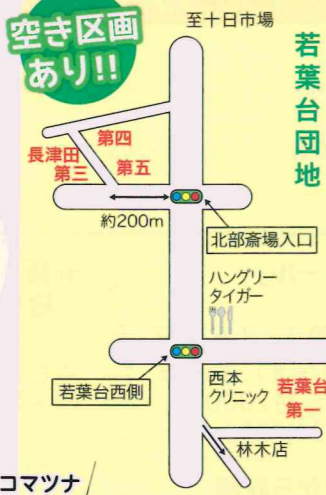 空き区画
あり!!
至十日市場
若葉台団地
第四
長津田
第三
第五
約200m
北部斎場入口
ハングリー
タイガー
若葉台西側
西本
クリニック
若葉台
第一
林木店
コマツナ